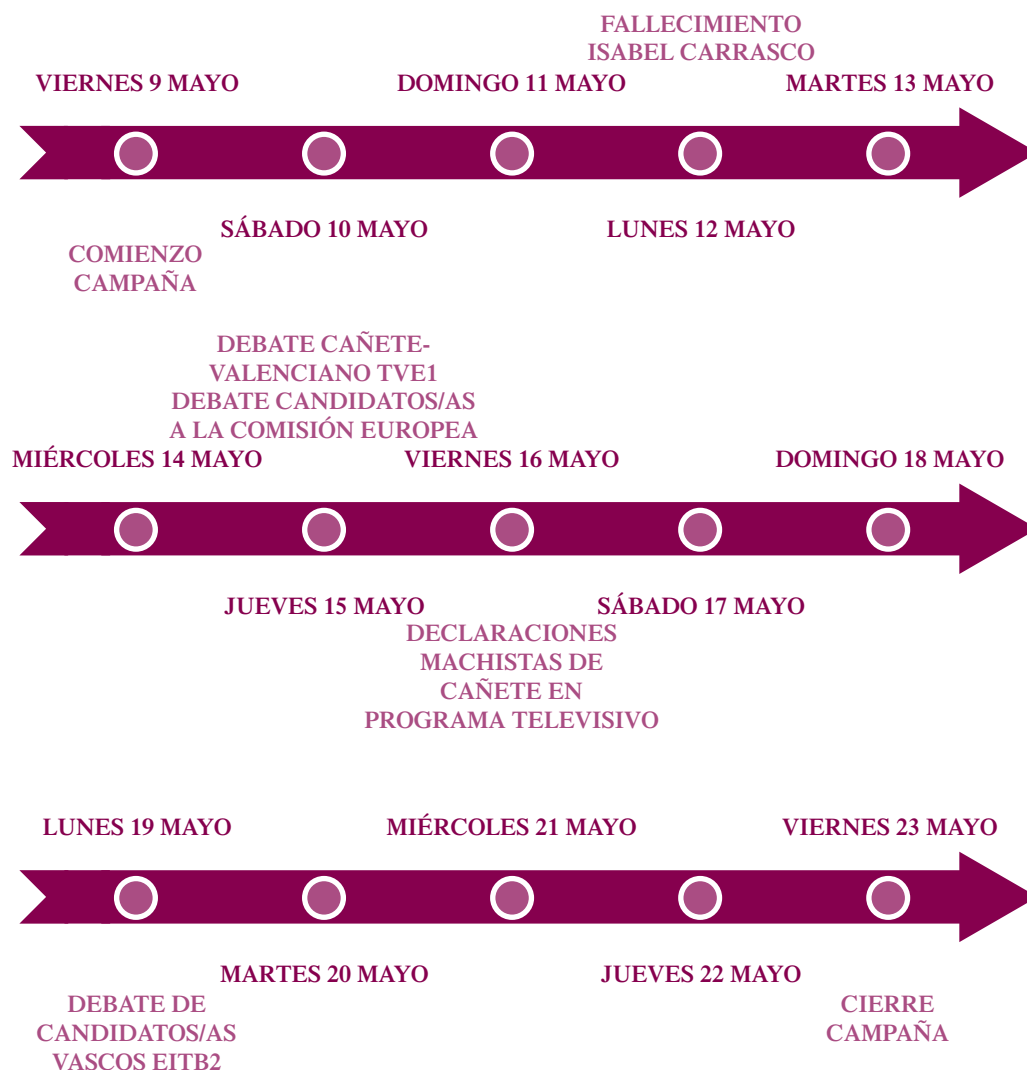 FALLECIMIENTO
ISABEL CARRASCO
VIERNES 9 MAYO
DOMINGO 11 MAYO
MARTES 13 MAYO
SÁBADO 10 MAYO
LUNES 12 MAYO
COMIENZO
CAMPAÑA
DEBATE CAÑETE-
VALENCIANO TVE1
DEBATE CANDIDATOS/AS
A LA COMISIÓN EUROPEA
MIÉRCOLES 14 MAYO
VIERNES 16 MAYO
DOMINGO 18 MAYO
JUEVES 15 MAYO
SÁBADO 17 MAYO
DECLARACIONES
MACHISTAS DE
CAÑETE EN
PROGRAMA TELEVISIVO
LUNES 19 MAYO
MIÉRCOLES 21 MAYO
VIERNES 23 MAYO
MARTES 20 MAYO
JUEVES 22 MAYO
DEBATE DE
CANDIDATOS/AS
VASCOS EITB2
CIERRE
CAMPAÑA